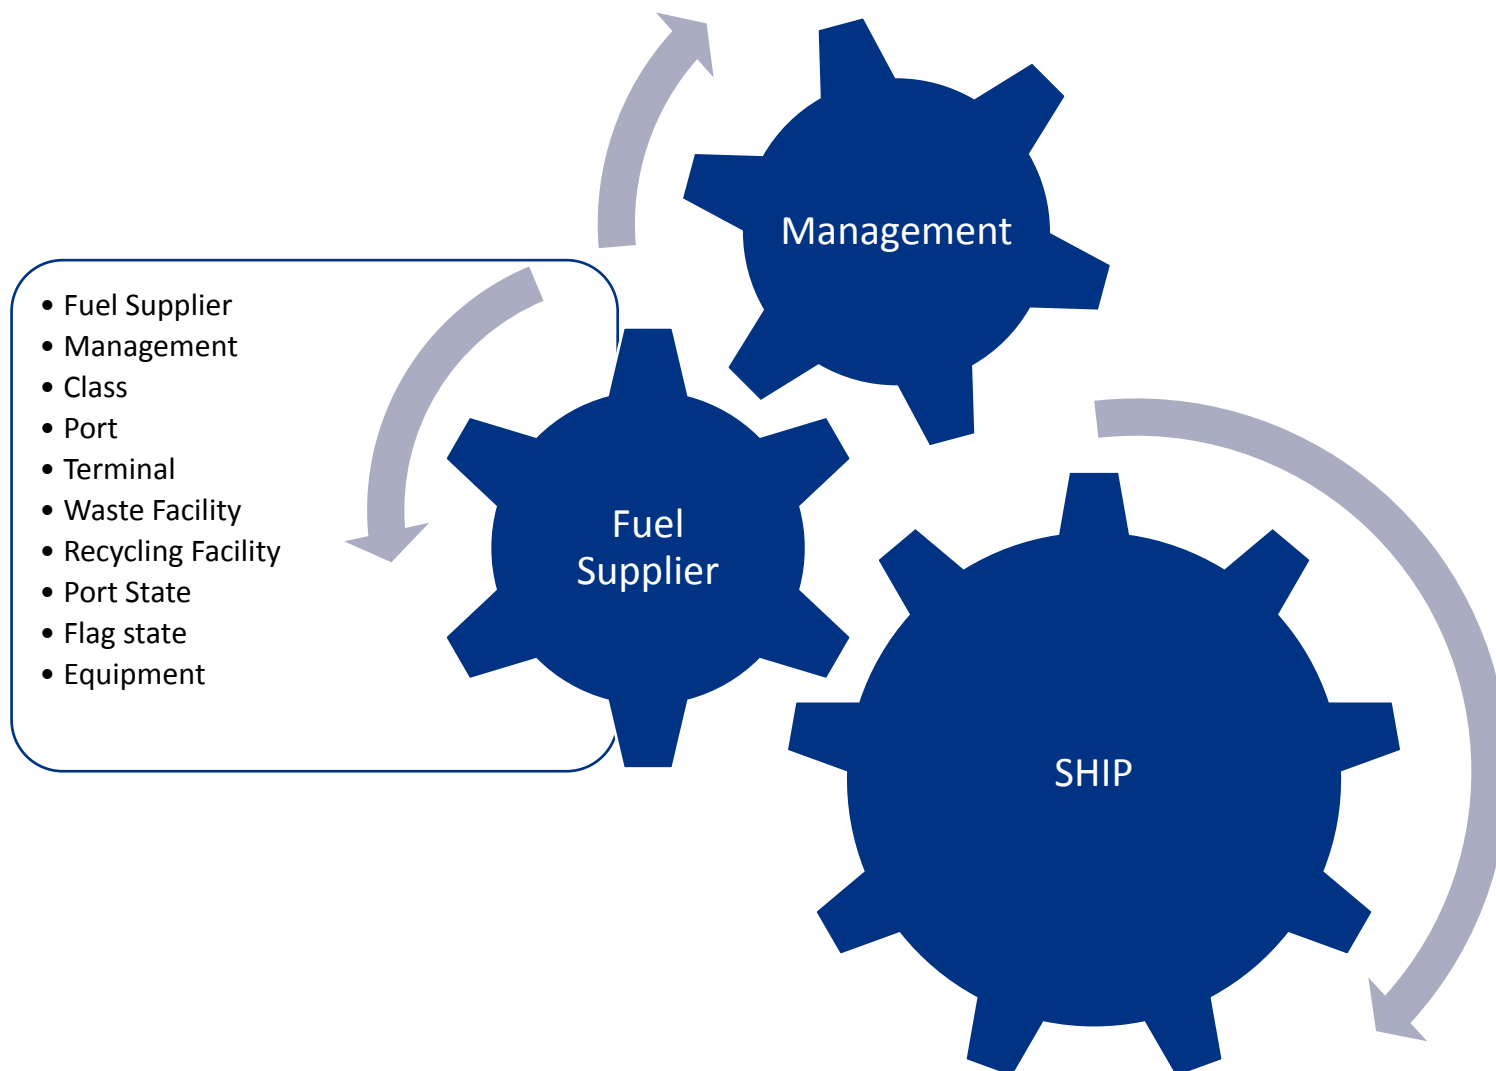 Management
• Fuel Supplier
• Management
• Class
• Port
• Terminal
• Waste Facility
• Recycling Facility
• Port State
• Flag state
• Equipment
Fuel
Supplier
SHIP